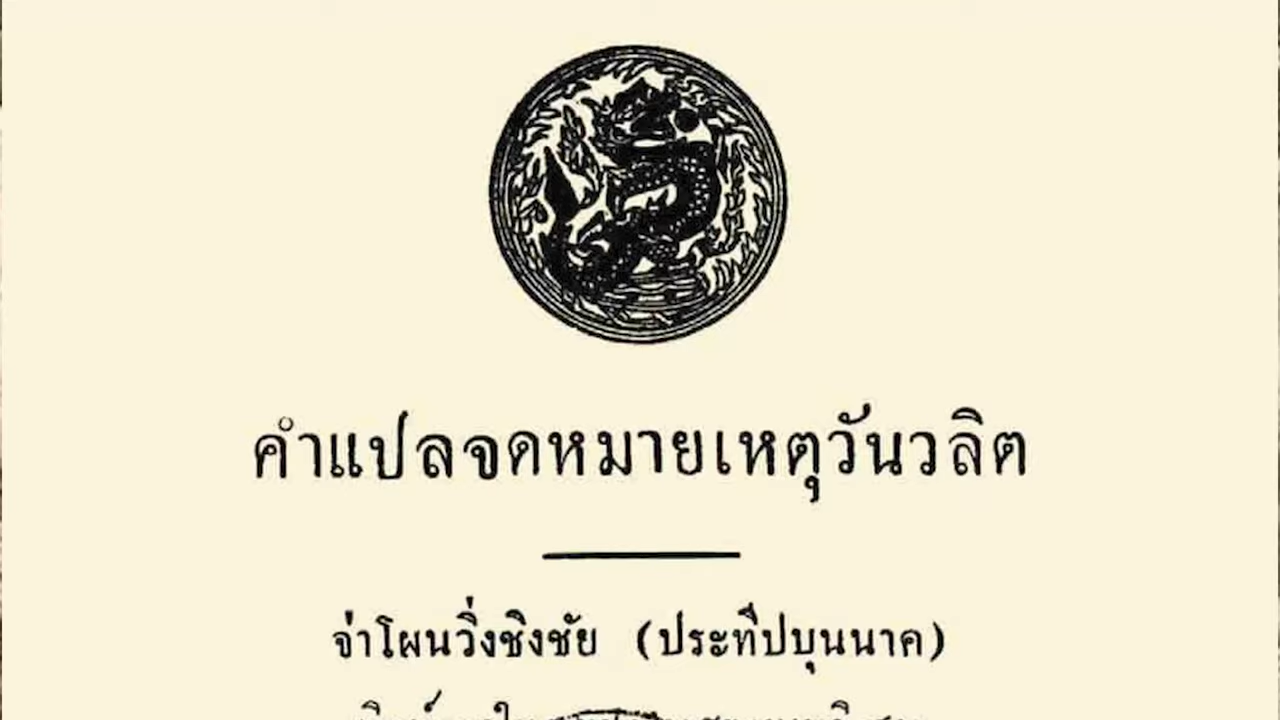 คำแปลจดหมายเหตุวันวลิต
จ่าโผนวิ่งชิงชัย (ประทีปบุนนาค)